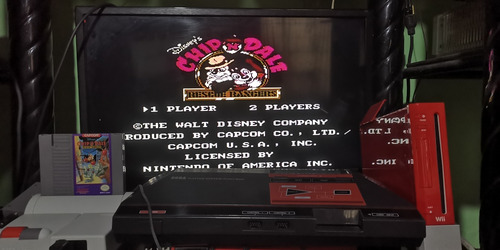 Disney's
CHIP 'N DALE
RESCUE RANGERS
1 PLAYER 2 PLAYERS
©THE WALT DISNEY COMPANY
RODUCED BY CAPCOM CO., LTD./
CAPCOM U.S.A., INC.
LICENSED BY
NINTENDO OF AMERICA INC.
Wii